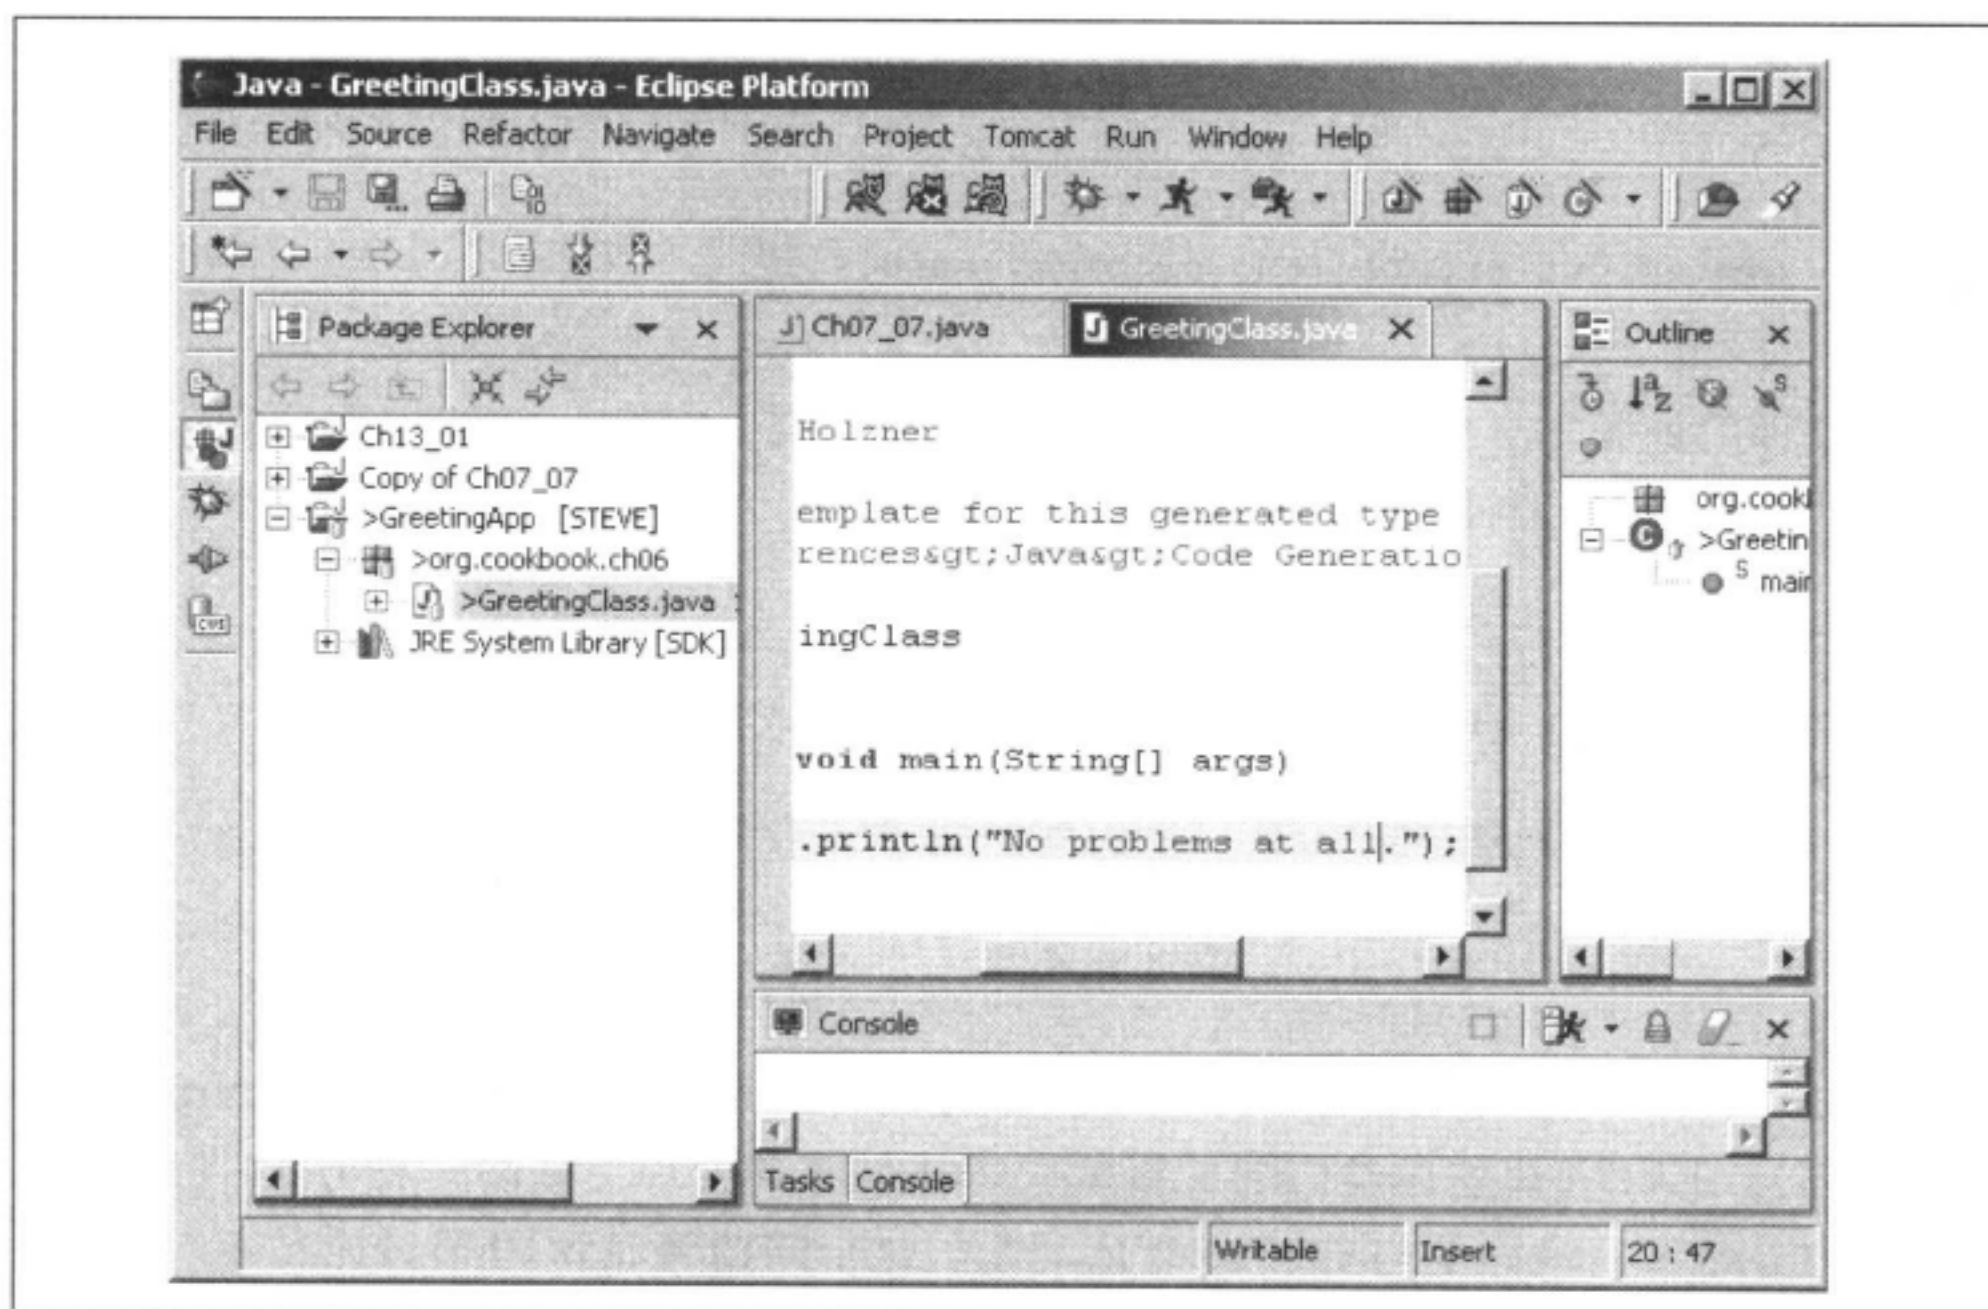 Java - GreetingClass.java - Eclipse Platform
File Edit Source Refactor Navigate Search Project Tomcat Run Window Help
Package Explorer
Ch13_01
Copy of Ch07_07
>GreetingApp [STEVE]
>org.cookbook.ch06
>GreetingClass.java
JRE System Library [SDK]
Ch07_07.java GreetingClass.java
Holzner
emplate for this generated type
rences&gt;Java&gt;Code Generatio
ingClass
void main(String[] args)
.println("No problems at all.");
Outline
org.cook
>Greetin
S main
Console
Tasks Console
Writable Insert 20 : 47